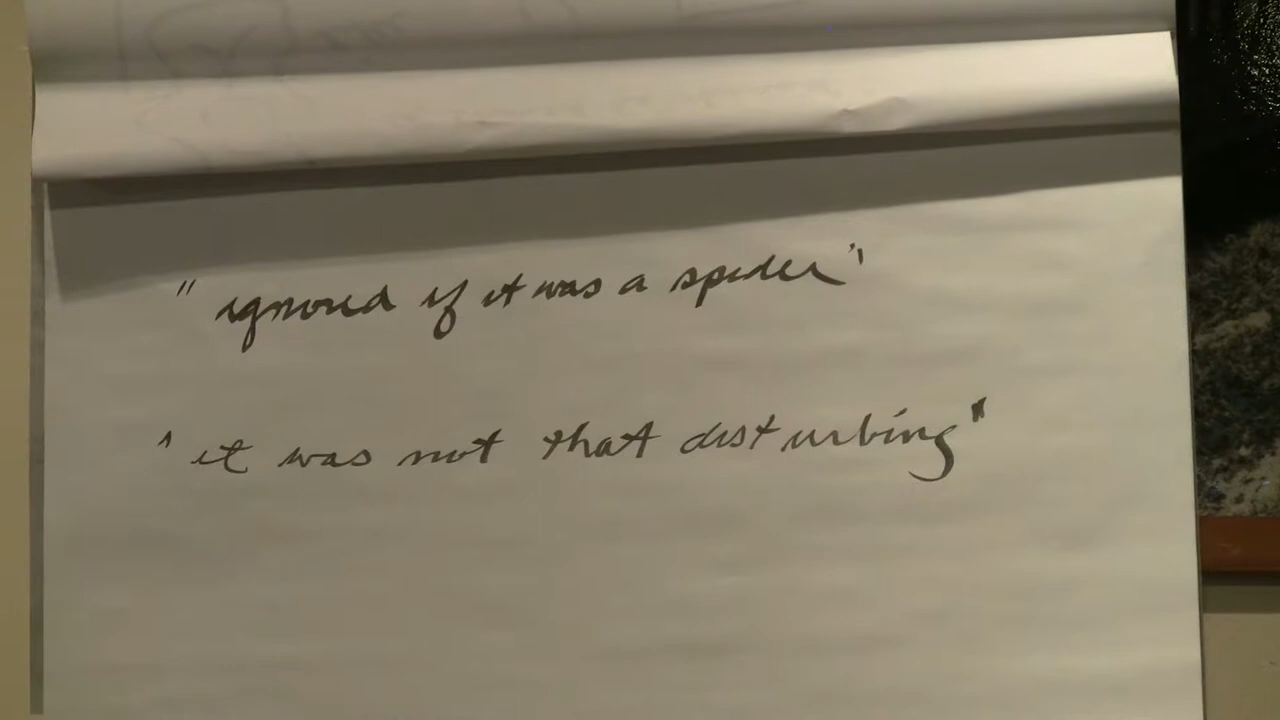 "ignored if it was a spider"
"it was not that disturbing"